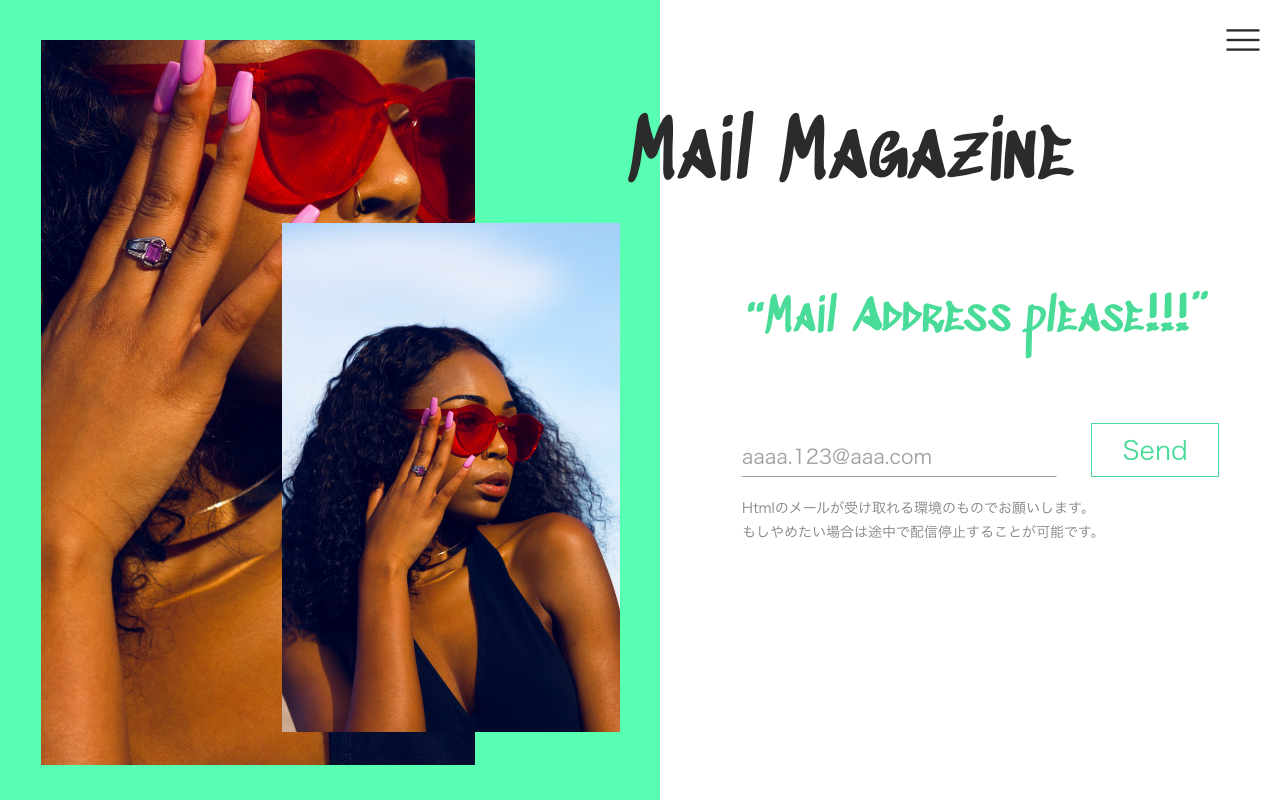 Mail Magazine
“Mail Address please!!!”
aaaa.123@aaa.com
Send
Htmlのメールが受け取れる環境のものでお願いします。
もしやめたい場合は途中で配信停止することが可能です。